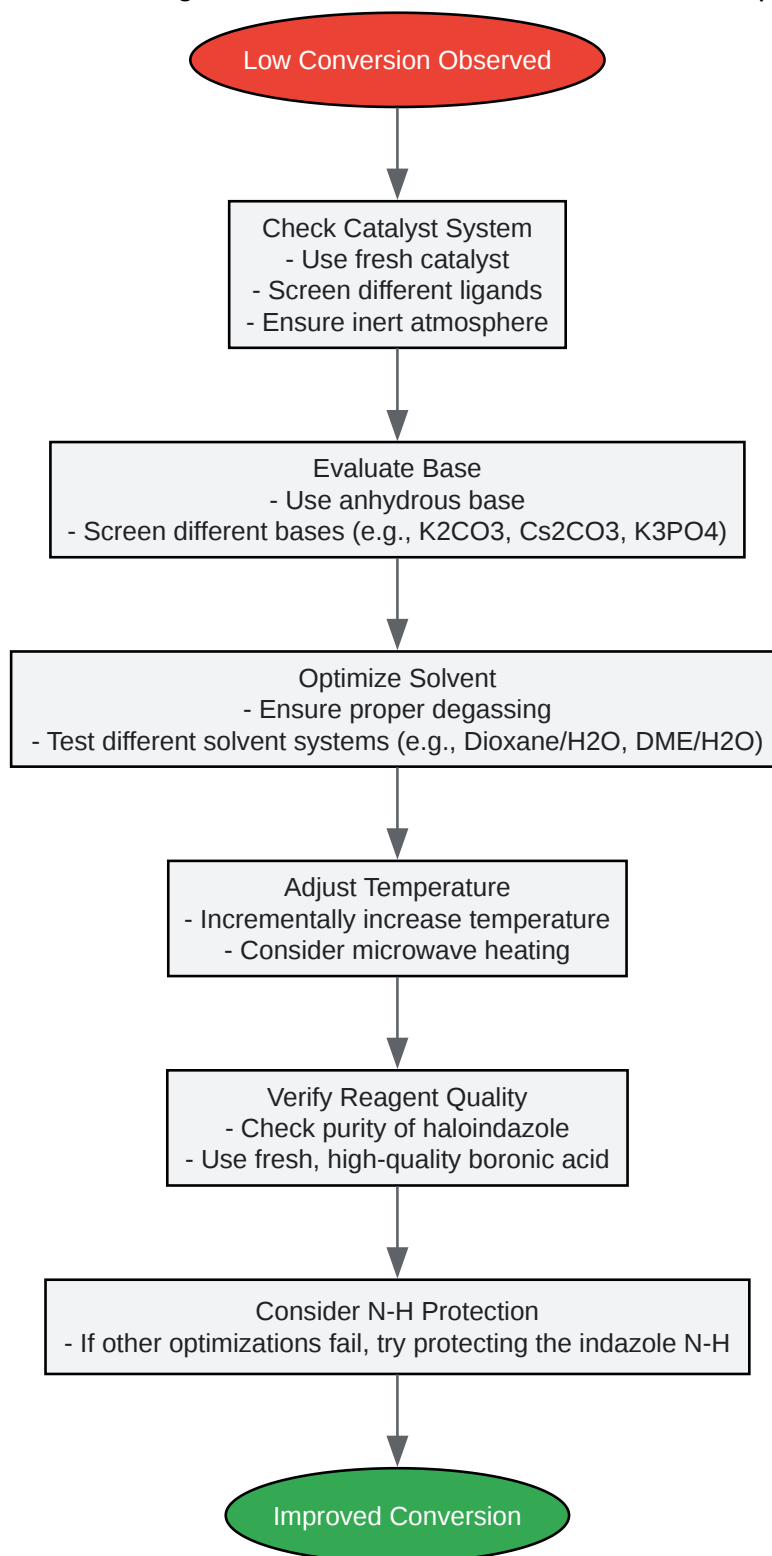 Low Conversion Observed
Check Catalyst System
- Use fresh catalyst
- Screen different ligands
- Ensure inert atmosphere
Evaluate Base
- Use anhydrous base
- Screen different bases (e.g., K2CO3, Cs2CO3, K3PO4)
Optimize Solvent
- Ensure proper degassing
- Test different solvent systems (e.g., Dioxane/H2O, DME/H2O)
Adjust Temperature
- Incrementally increase temperature
- Consider microwave heating
Verify Reagent Quality
- Check purity of haloindazole
- Use fresh, high-quality boronic acid
Consider N-H Protection
- If other optimizations fail, try protecting the indazole N-H
Improved Conversion